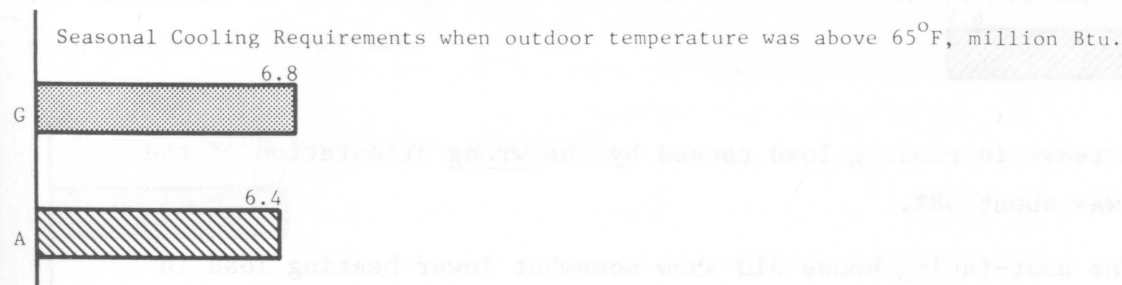 Seasonal Cooling Requirements when outdoor temperature was above 65°F, million Btu.
6.8
G
6.4
A